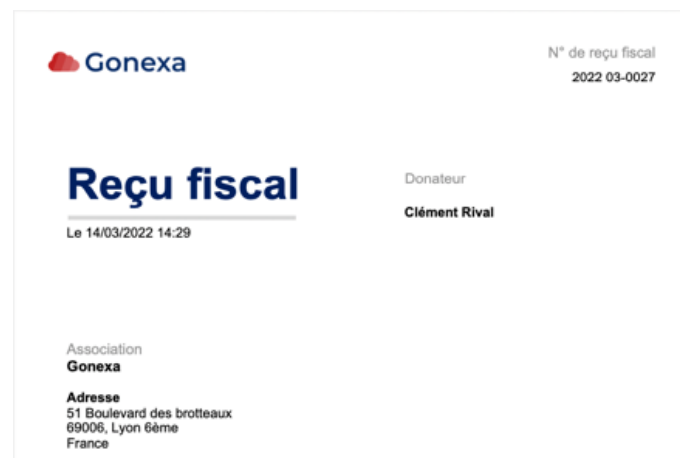 Gonexa
N° de reçu fiscal
2022 03-0027
Reçu fiscal
Le 14/03/2022 14:29
Donateur
Clément Rival
Association
Gonexa
Adresse
51 Boulevard des brotteaux
69006, Lyon 6ème
France